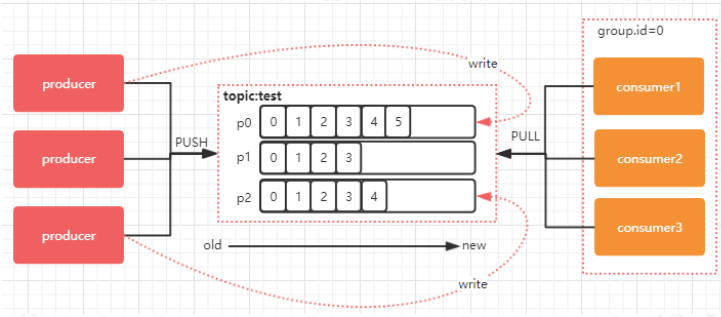 group.id=0
write
producer
consumer1
topic:test
p0 0 1 2 3 4 5
PUSH
PULL
producer
p1 0 1 2 3
consumer2
p2 0 1 2 3 4
producer
consumer3
old
new
write